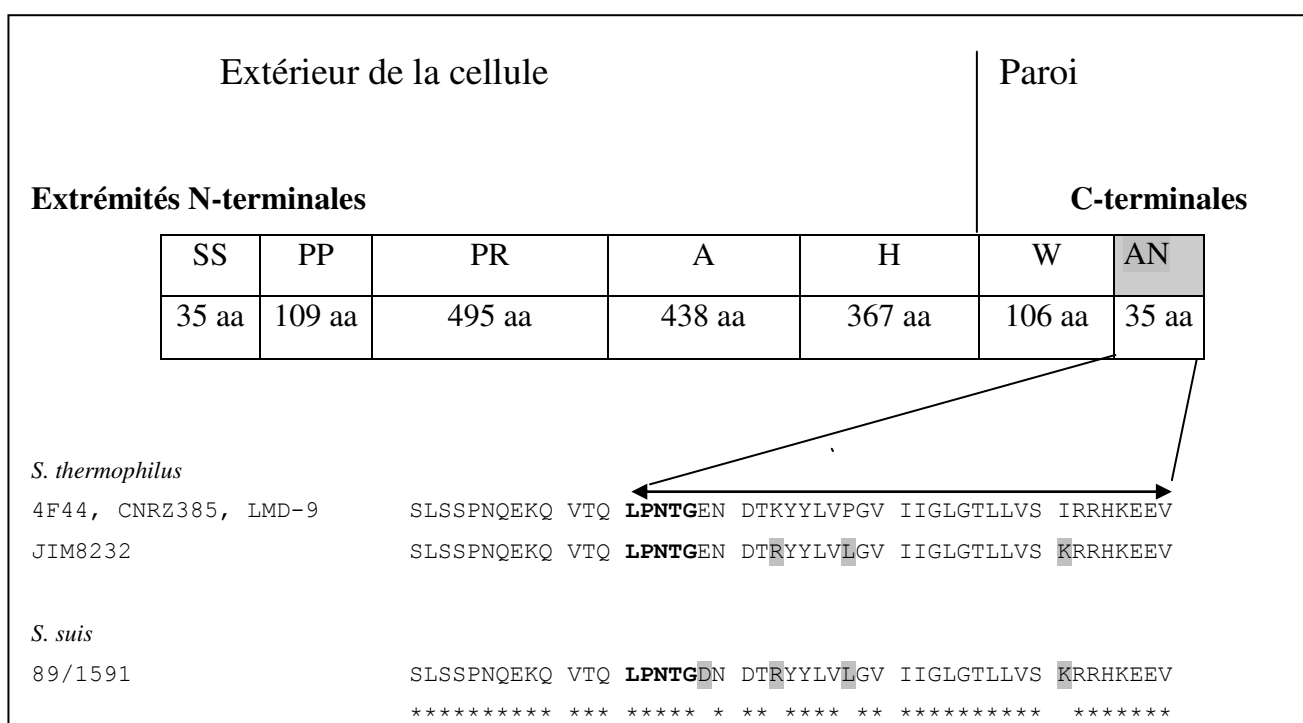 Extérieur de la cellule Paroi
Extrémités N-terminales C-terminales
SS PP PR A H W AN
35 aa 109 aa 495 aa 438 aa 367 aa 106 aa 35 aa
S. thermophilus
4F44, CNRZ385, LMD-9 SLSSPNQEKQ VTQ LPNTGEN DTKYYLVPGV IIGLGTLLVS IRRHKEEV
JIM8232 SLSSPNQEKQ VTQ LPNTGEN DTRYYLVLGV IIGLGTLLVS KRRHKEEV
S. suis
89/1591 SLSSPNQEKQ VTQ LPNTGDN DTRYYLVLGV IIGLGTLLVS KRRHKEEV
********** *** ***** * ** **** ** ********** *******